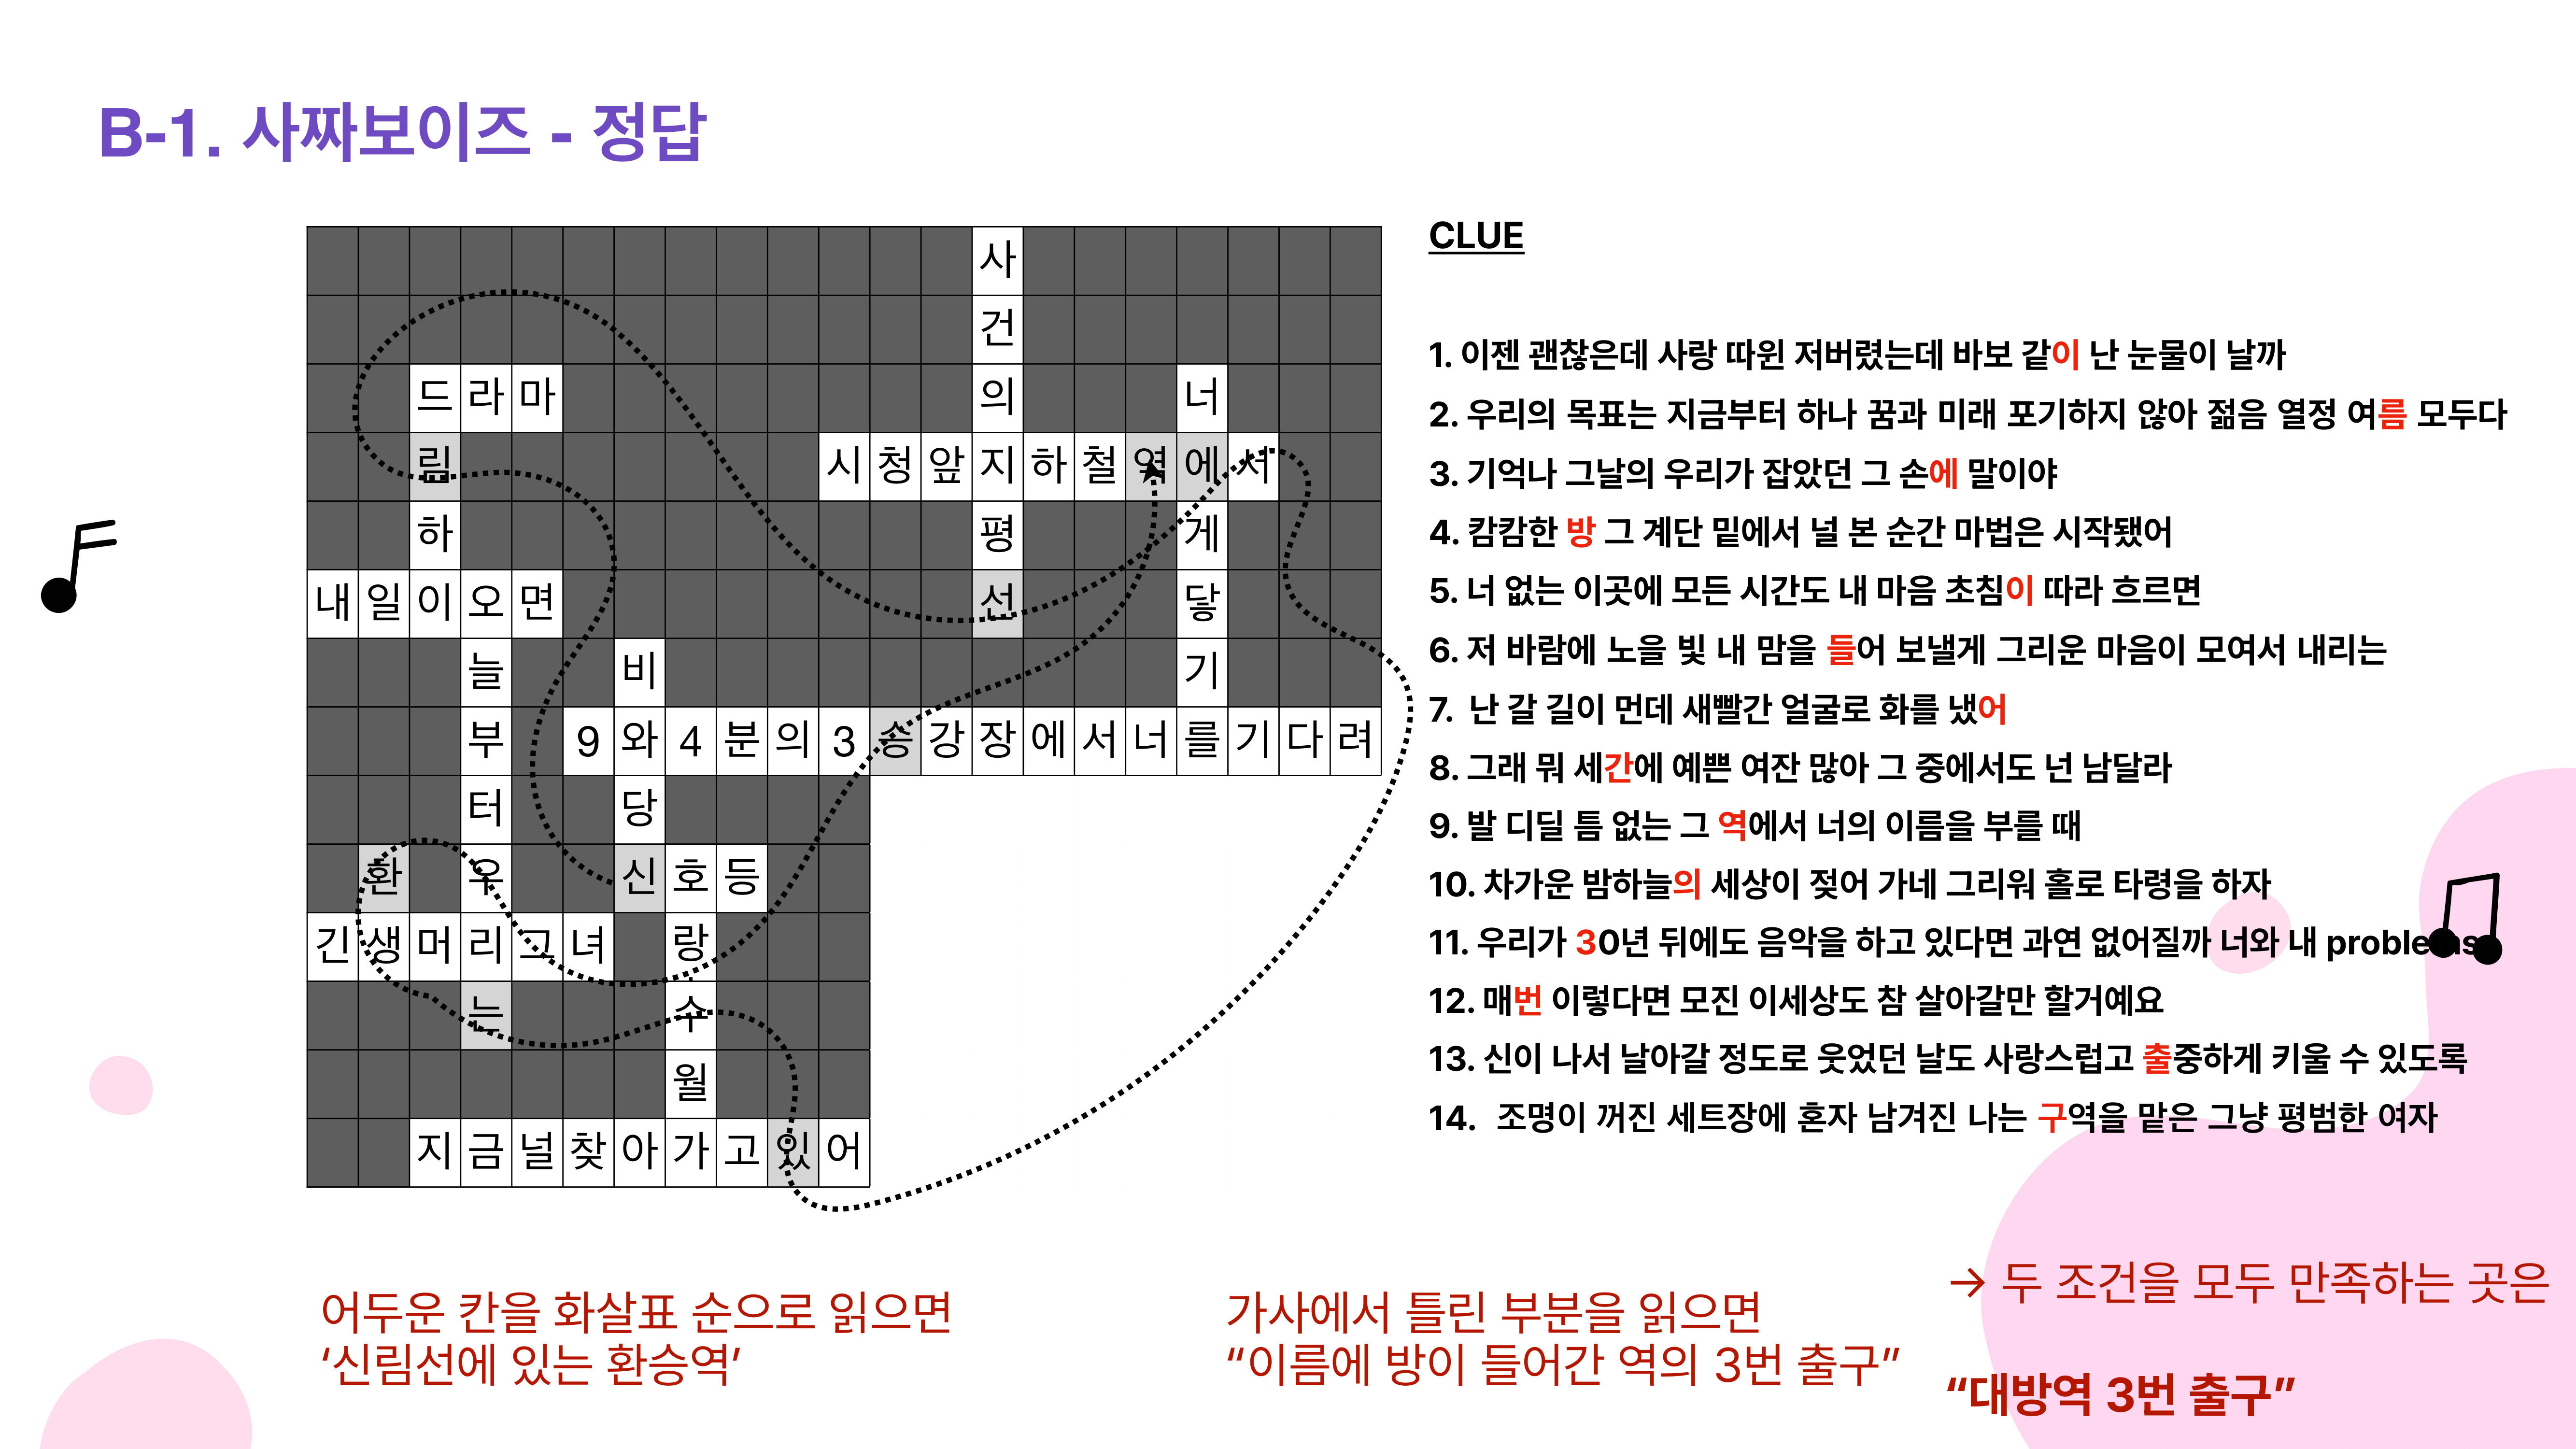 B-1. 사짜보이즈 - 정답
사
건
드 라 마 의 너
림 시 청 앞 지 하 철 역 에 서
하 평 게
내 일 이 오 면 선 닿
늘 비 기
부 9 와 4 분 의 3 승 강 장 에 서 너 를 기 다 려
터 당
환 우 신 호 등
긴 생 머 리 그 녀 랑
는 수
월
지 금 널 찾 아 가 고 있 어
CLUE
1. 이젠 괜찮은데 사랑 따윈 저버렸는데 바보 같이 난 눈물이 날까
2. 우리의 목표는 지금부터 하나 꿈과 미래 포기하지 않아 젊음 열정 여름 모두다
3. 기억나 그날의 우리가 잡았던 그 손에 말이야
4. 캄캄한 방 그 계단 밑에서 널 본 순간 마법은 시작됐어
5. 너 없는 이곳에 모든 시간도 내 마음 초침이 따라 흐르면
6. 저 바람에 노을 빛 내 맘을 들어 보낼게 그리운 마음이 모여서 내리는
7. 난 갈 길이 먼데 새빨간 얼굴로 화를 냈어
8. 그래 뭐 세간에 예쁜 여잔 많아 그 중에서도 넌 남달라
9. 발 디딜 틈 없는 그 역에서 너의 이름을 부를 때
10. 차가운 밤하늘의 세상이 젖어 가네 그리워 홀로 타령을 하자
11. 우리가 30년 뒤에도 음악을 하고 있다면 과연 없어질까 너와 내 problems
12. 매번 이렇다면 모진 이세상도 참 살아갈만 할거예요
13. 신이 나서 날아갈 정도로 웃었던 날도 사랑스럽고 출중하게 키울 수 있도록
14. 조명이 꺼진 세트장에 혼자 남겨진 나는 구역을 맡은 그냥 평범한 여자
어두운 칸을 화살표 순으로 읽으면
‘신림선에 있는 환승역’
가사에서 틀린 부분을 읽으면
“이름에 방이 들어간 역의 3번 출구”
→ 두 조건을 모두 만족하는 곳은
“대방역 3번 출구”